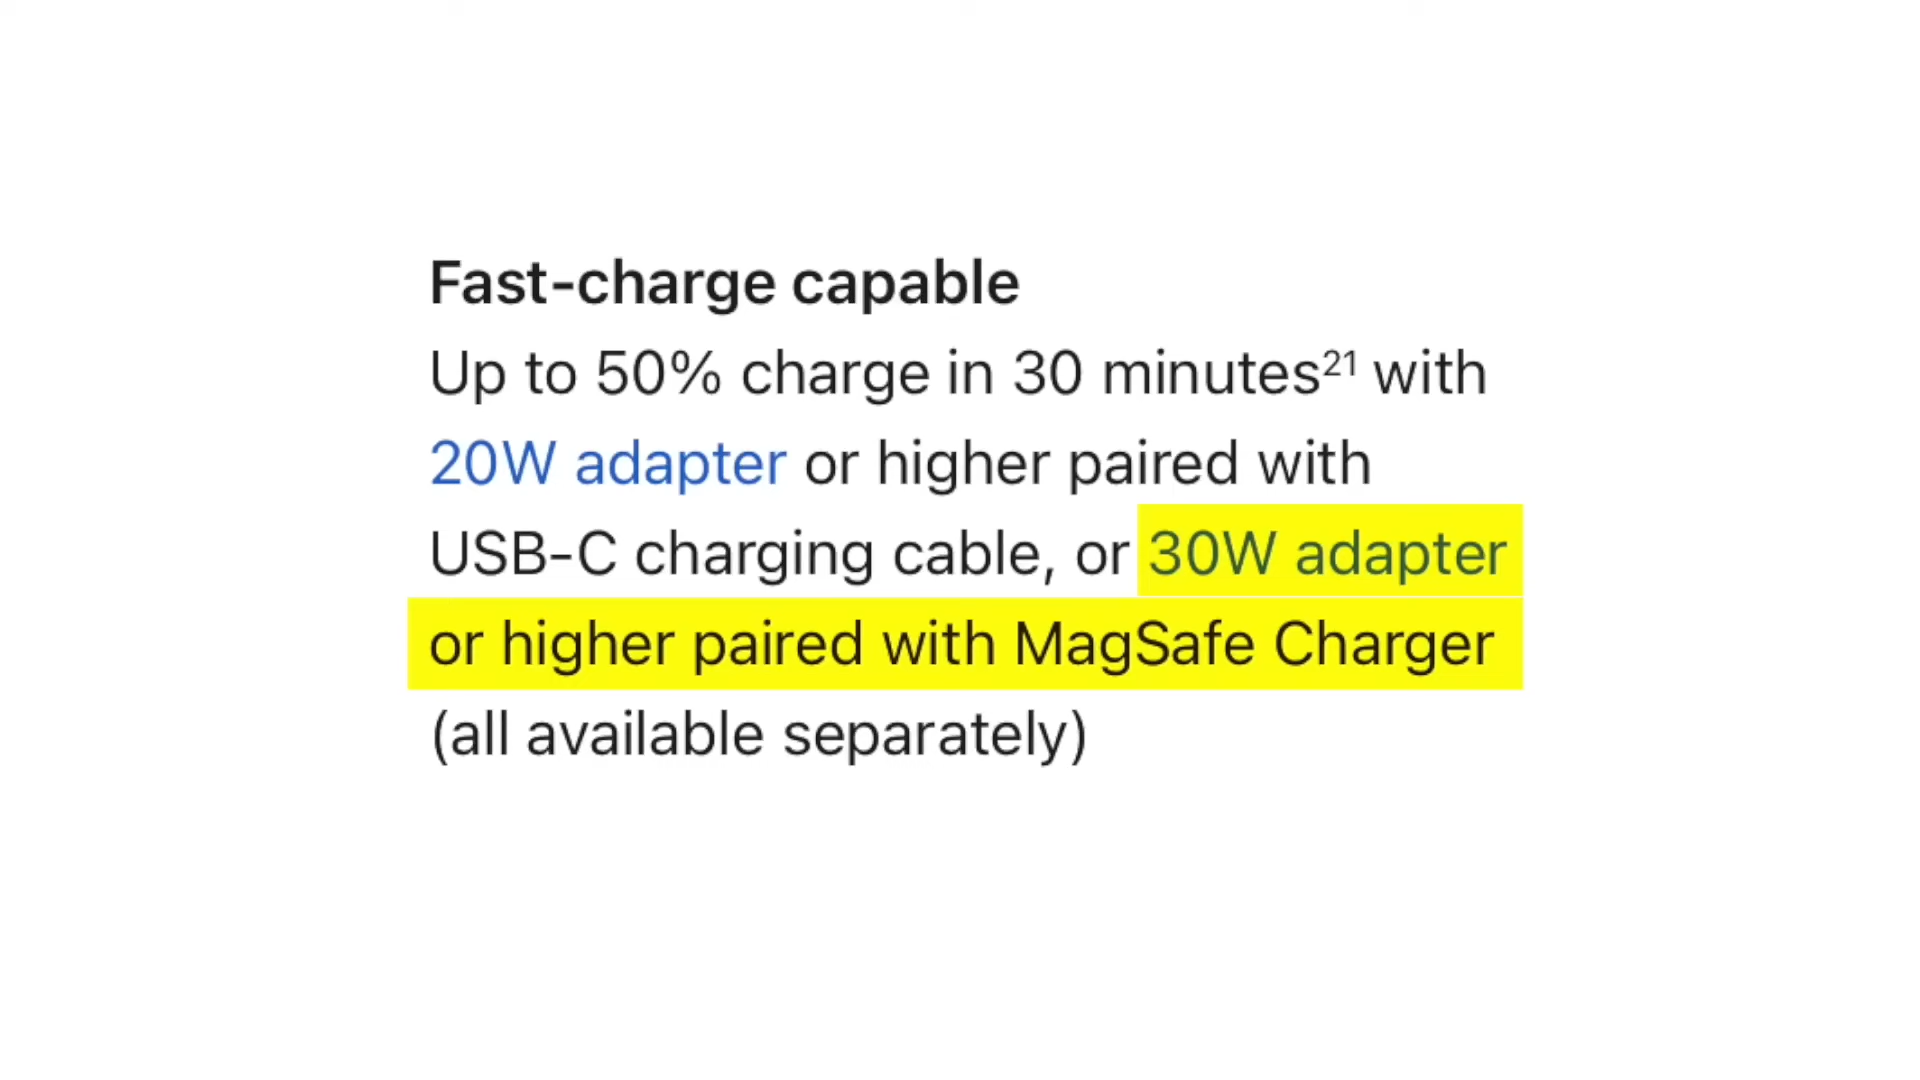 Fast-charge capable
Up to 50% charge in 30 minutes²¹ with
20W adapter or higher paired with
USB-C charging cable, or 30W adapter
or higher paired with MagSafe Charger
(all available separately)